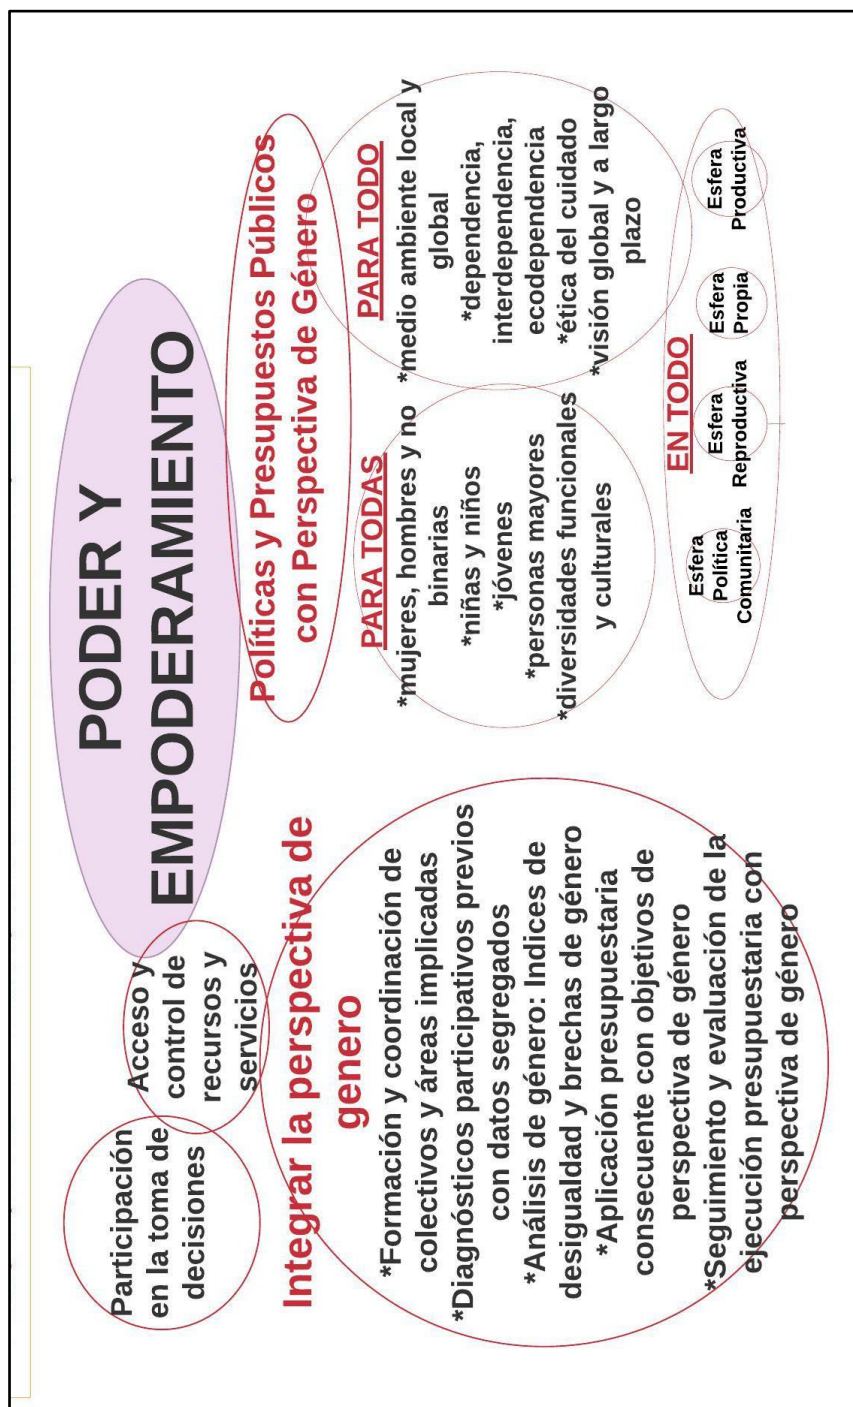 PODER Y
EMPODERAMIENTO
Participación
en la toma de
decisiones
Acceso y
control de
recursos y
servicios
Integrar la perspectiva de
genero
*Formación y coordinación de
colectivos y áreas implicadas
*Diagnósticos participativos previos
con datos segregados
*Análisis de género: Indices de
desigualdad y brechas de género
*Aplicación presupuestaria
consecuente con objetivos de
perspectiva de género
*Seguimiento y evaluación de la
ejecución presupuestaria con
perspectiva de género
Políticas y Presupuestos Públicos
con Perspectiva de Género
PARA TODAS
*mujeres, hombres y no
binarias
*niñas y niños
*jóvenes
*personas mayores
*diversidades funcionales
y culturales
PARA TODO
*medio ambiente local y
global
*dependencia,
interdependencia,
ecodependencia
*ética del cuidado
*visión global y a largo
plazo
EN TODO
Esfera
Política
Comunitaria
Esfera
Reproductiva
Esfera
Propia
Esfera
Productiva